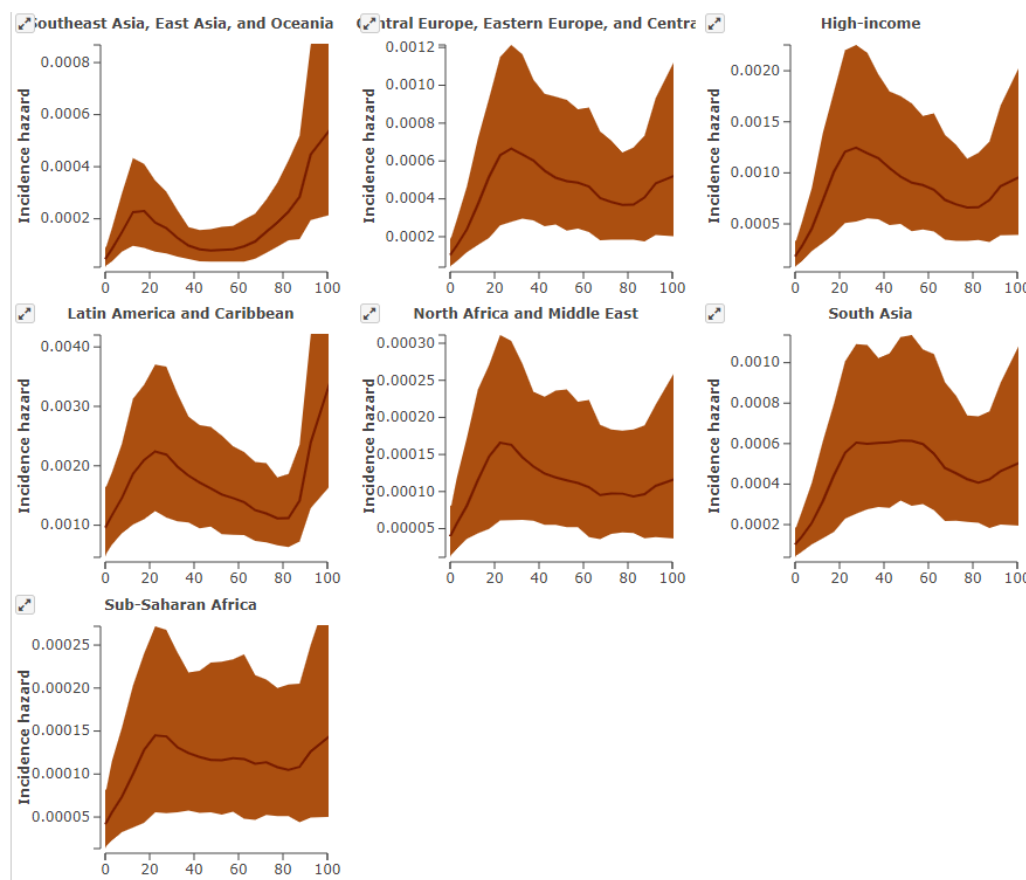 Southeast Asia, East Asia, and Oceania
Incidence hazard
0.0008
0.0006
0.0004
0.0002
0 20 40 60 80 100
Central Europe, Eastern Europe, and Centra
Incidence hazard
0.0012
0.0010
0.0008
0.0006
0.0004
0.0002
0 20 40 60 80 100
High-income
Incidence hazard
0.0020
0.0015
0.0010
0.0005
0 20 40 60 80 100
Latin America and Caribbean
Incidence hazard
0.0040
0.0030
0.0020
0.0010
0 20 40 60 80 100
North Africa and Middle East
Incidence hazard
0.00030
0.00025
0.00020
0.00015
0.00010
0.00005
0 20 40 60 80 100
South Asia
Incidence hazard
0.0010
0.0008
0.0006
0.0004
0.0002
0 20 40 60 80 100
Sub-Saharan Africa
Incidence hazard
0.00025
0.00020
0.00015
0.00010
0.00005
0 20 40 60 80 100